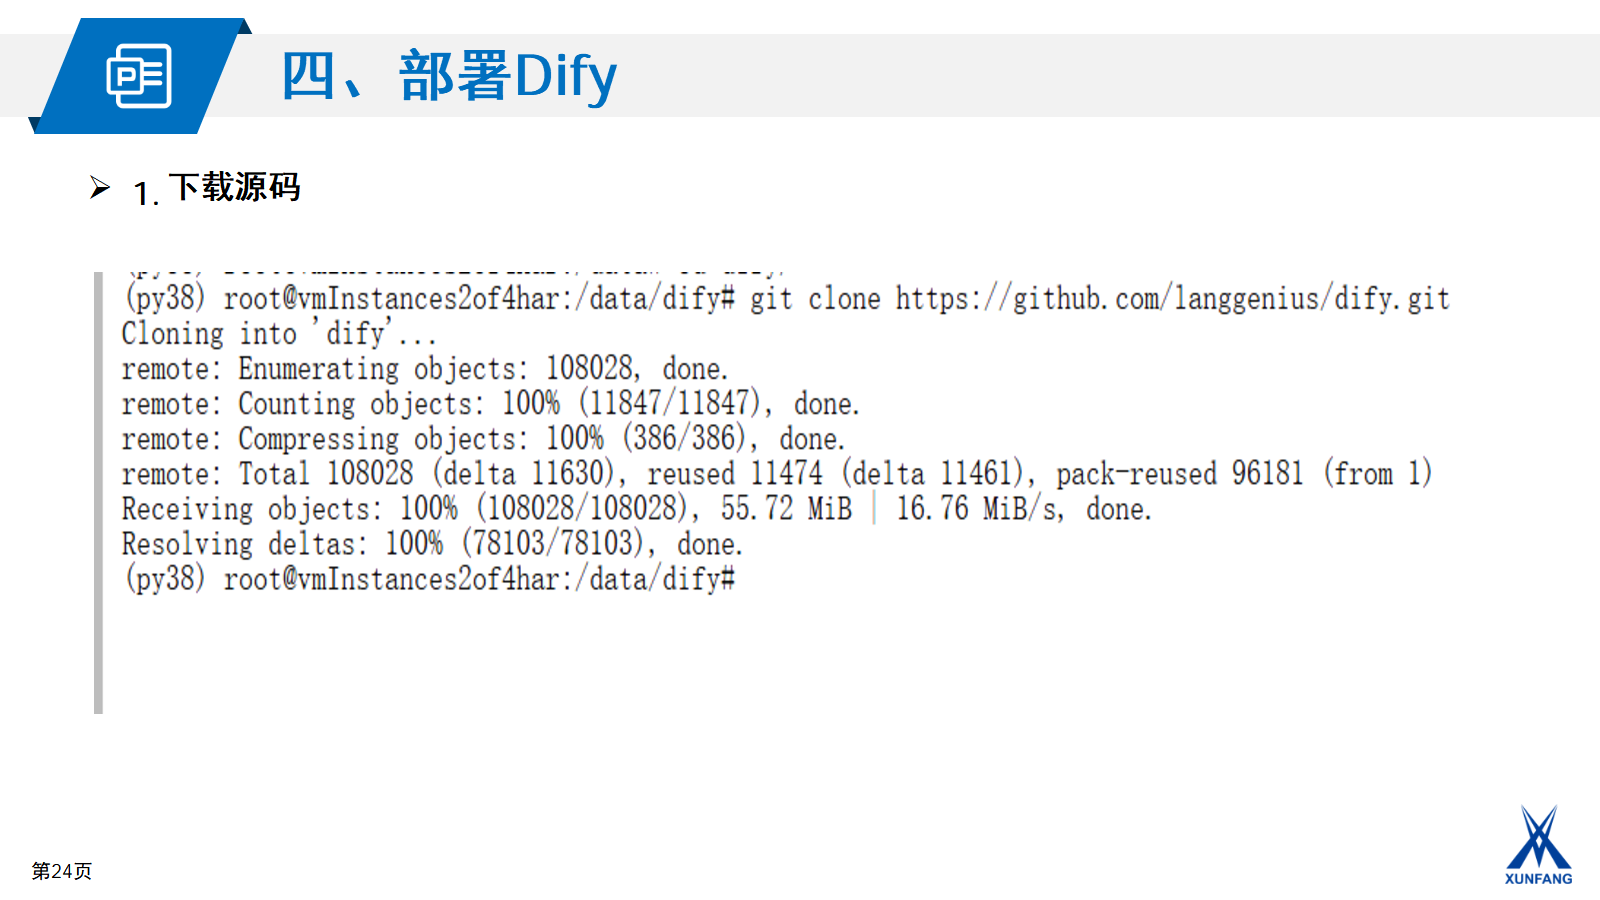 四、部署Dify
➢ 1. 下载源码
(py38) root@vmInstances2of4har:/data/dify# git clone https://github.com/langgenius/dify.git
Cloning into 'dify'...
remote: Enumerating objects: 108028, done.
remote: Counting objects: 100% (11847/11847), done.
remote: Compressing objects: 100% (386/386), done.
remote: Total 108028 (delta 11630), reused 11474 (delta 11461), pack-reused 96181 (from 1)
Receiving objects: 100% (108028/108028), 55.72 MiB | 16.76 MiB/s, done.
Resolving deltas: 100% (78103/78103), done.
(py38) root@vmInstances2of4har:/data/dify#
第24页
XUNFANG